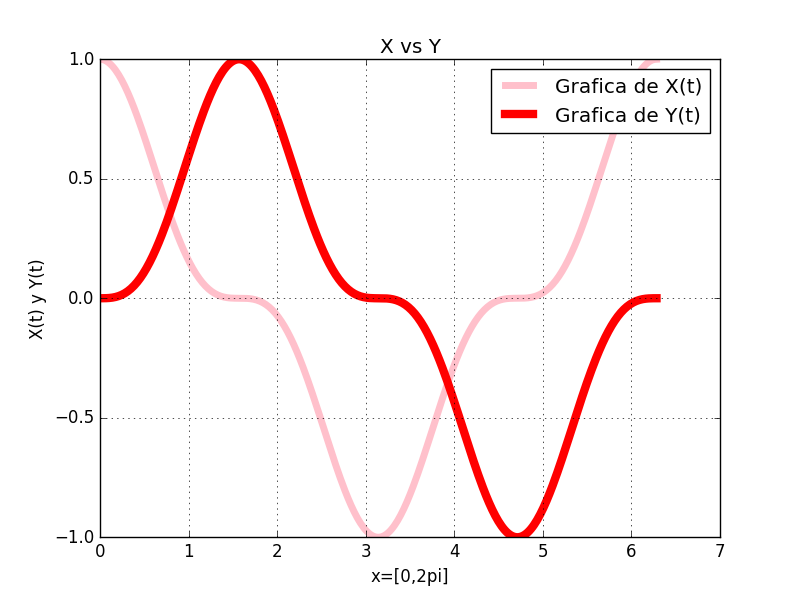 X vs Y
Grafica de X(t)
Grafica de Y(t)
1.0
0.5
0.0
−0.5
−1.0
X(t) y Y(t)
0 1 2 3 4 5 6 7
x=[0,2pi]